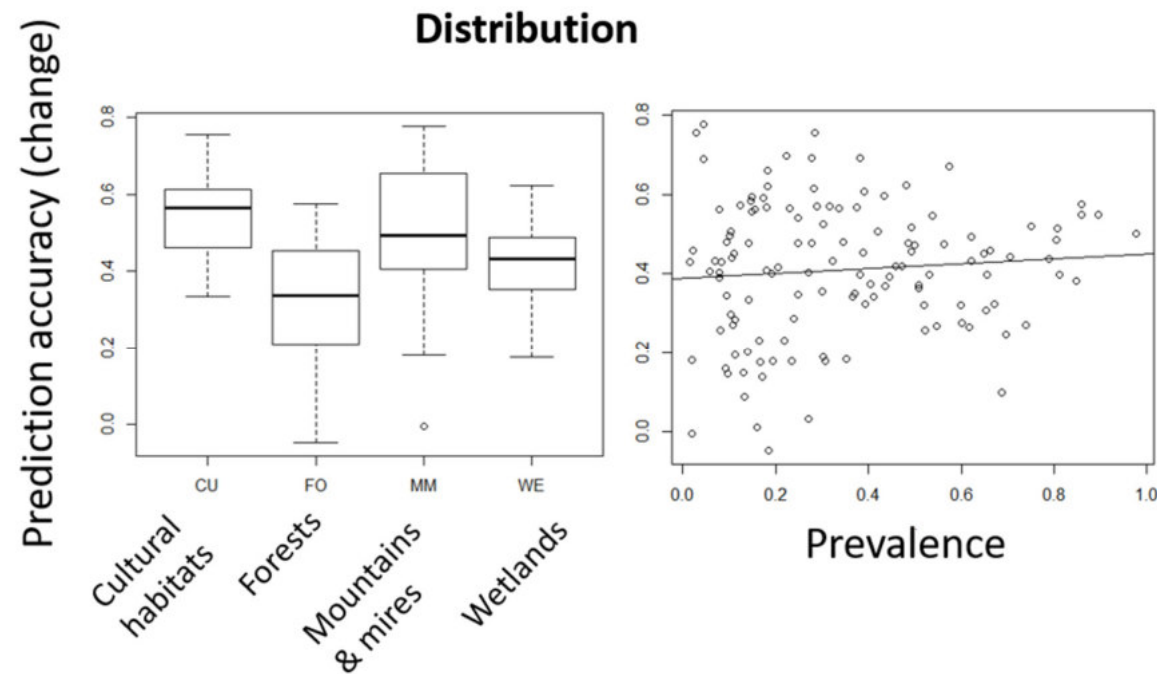 Distribution
Prediction accuracy (change)
0.8
0.6
0.4
0.2
0.0
CU
FO
MM
WE
Cultural
habitats
Forests
Mountains
& mires
Wetlands
0.8
0.6
0.4
0.2
0.0
0.0 0.2 0.4 0.6 0.8 1.0
Prevalence